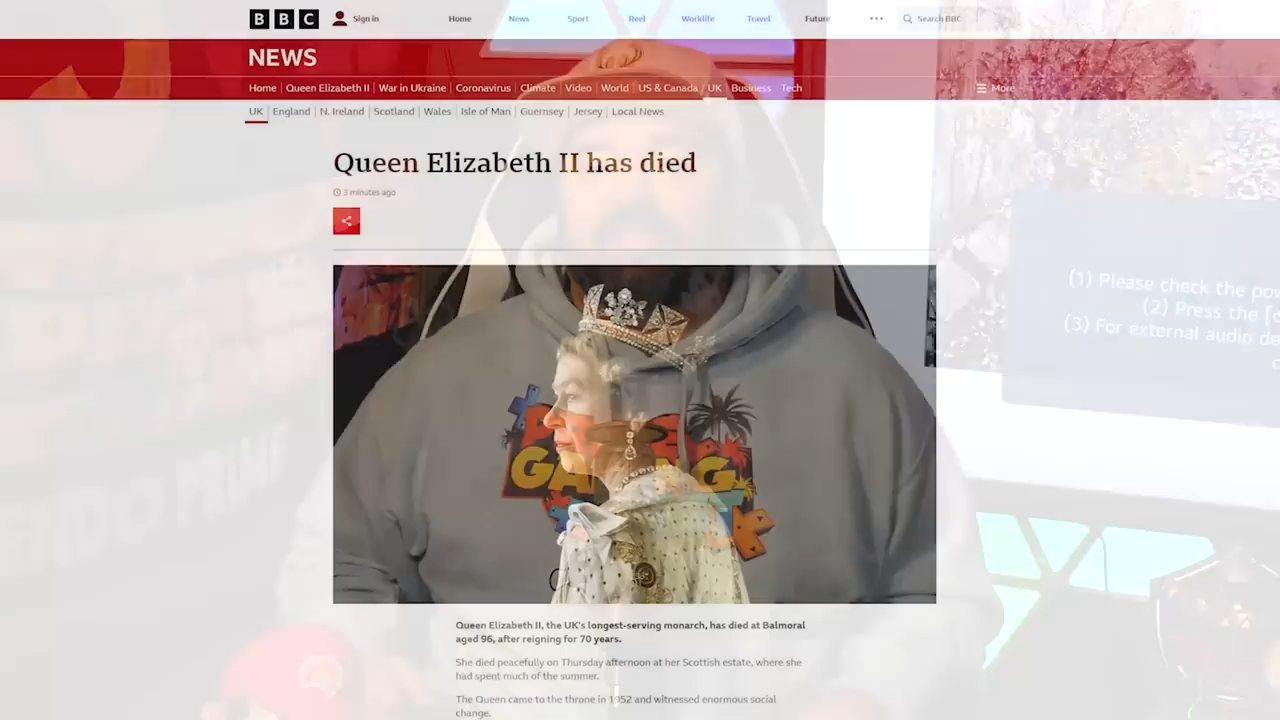 BBC Sign in Home News Sport Reel Worklife Travel Future ••• Search BBC
NEWS
Home Queen Elizabeth II War in Ukraine Coronavirus Climate Video World US & Canada UK Business Tech More
UK England N. Ireland Scotland Wales Isle of Man Guernsey Jersey Local News
Queen Elizabeth II has died
3 minutes ago
(1) Please check the
(2) Press the
(3) For external audio
GA NG
Queen Elizabeth II, the UK's longest-serving monarch, has died at Balmoral
aged 96, after reigning for 70 years.
She died peacefully on Thursday afternoon at her Scottish estate, where she
had spent much of the summer.
The Queen came to the throne in 1952 and witnessed enormous social
change.